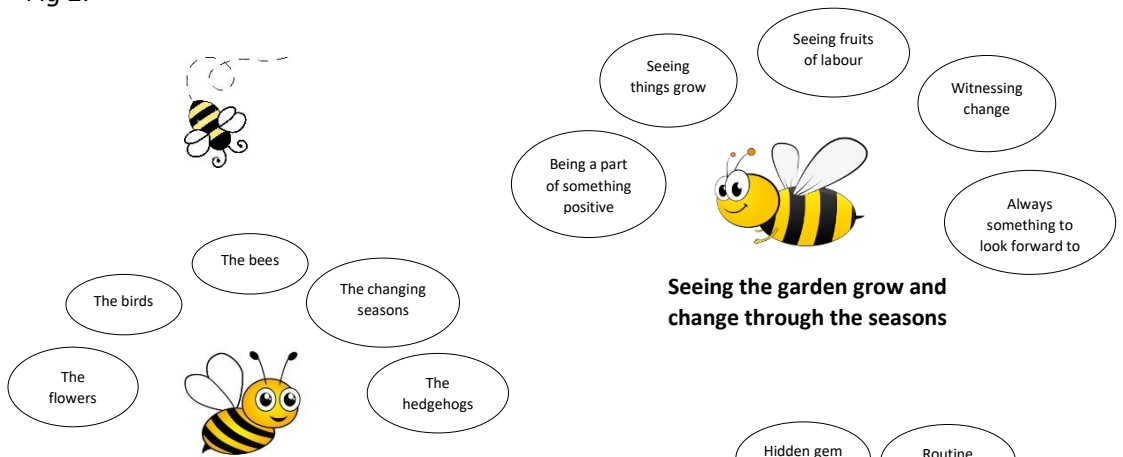 Seeing fruits
of labour
Seeing
things grow
Witnessing
change
Being a part
of something
positive
Always
something to
look forward to
Seeing the garden grow and
change through the seasons
The bees
The birds
The changing
seasons
The
flowers
The
hedgehogs
Hidden gem
Routine